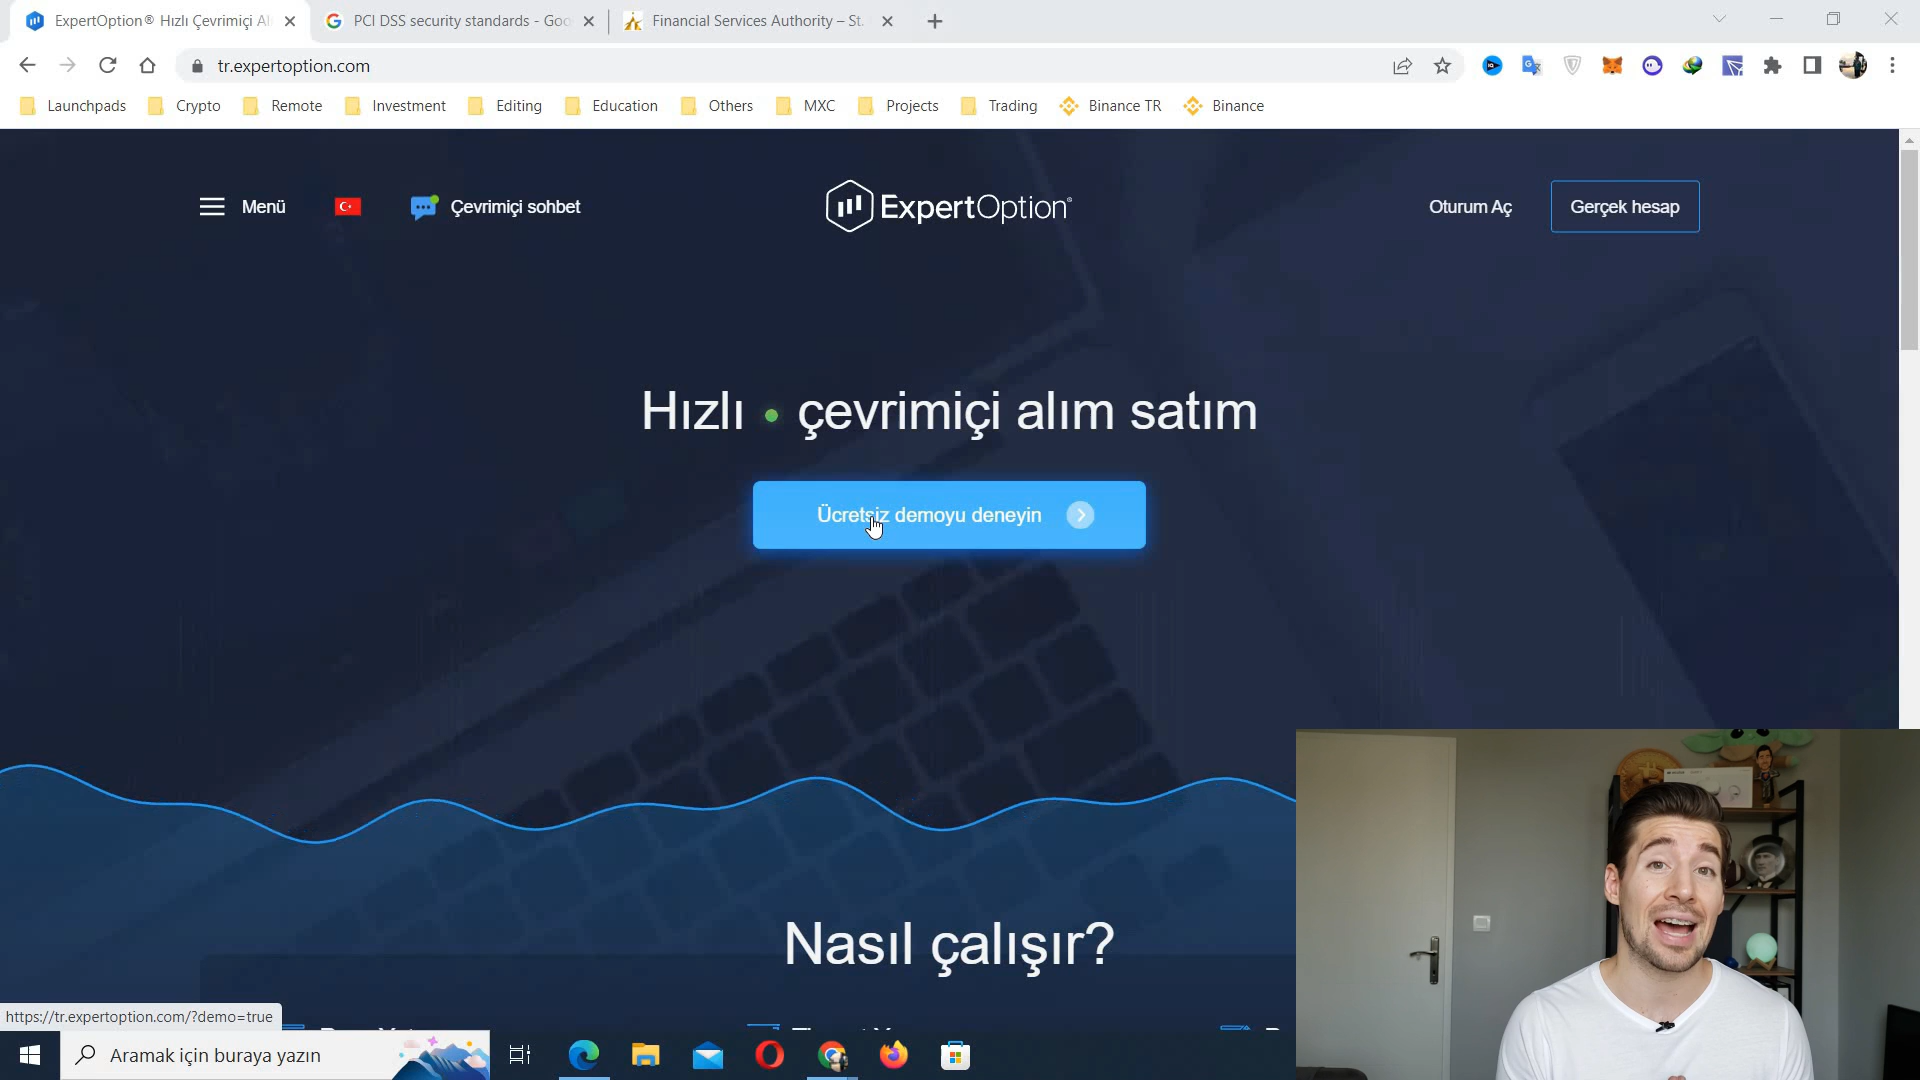 ExpertOption® Hızlı Çevrimiçi Al
PCI DSS security standards - Goo
Financial Services Authority – St.
tr.expertoption.com
Launchpads
Crypto
Remote
Investment
Editing
Education
Others
MXC
Projects
Trading
Binance TR
Binance
Menü
Çevrimiçi sohbet
ExpertOption®
Oturum Aç
Gerçek hesap
Hızlı • çevrimiçi alım satım
Ücretsiz demoyu deneyin
Nasıl çalışır?
https://tr.expertoption.com/?demo=true
Aramak için buraya yazın